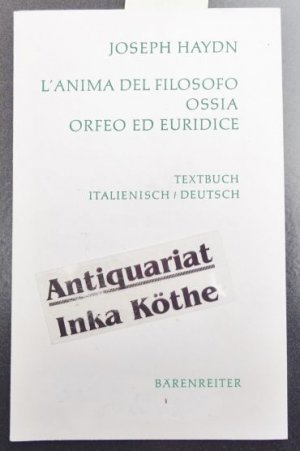 JOSEPH HAYDN
L'ANIMA DEL FILOSOFO
OSSIA
ORFEO ED EURIDICE
TEXTBUCH
ITALIENISCH / DEUTSCH
Antiquariat
Inka Köthe
BÄRENREITER